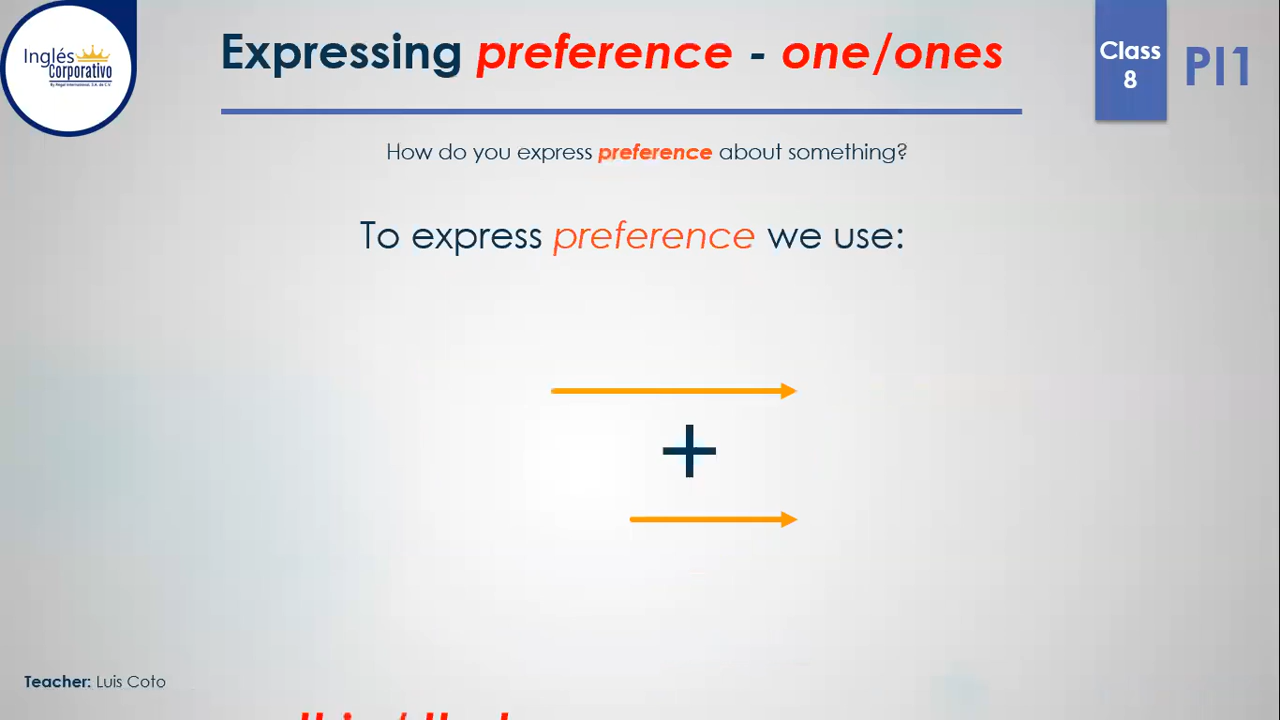 Inglés
Corporativo
Expressing preference - one/ones
Class
8
PI1
How do you express preference about something?
To express preference we use:
+
Teacher: Luis Coto